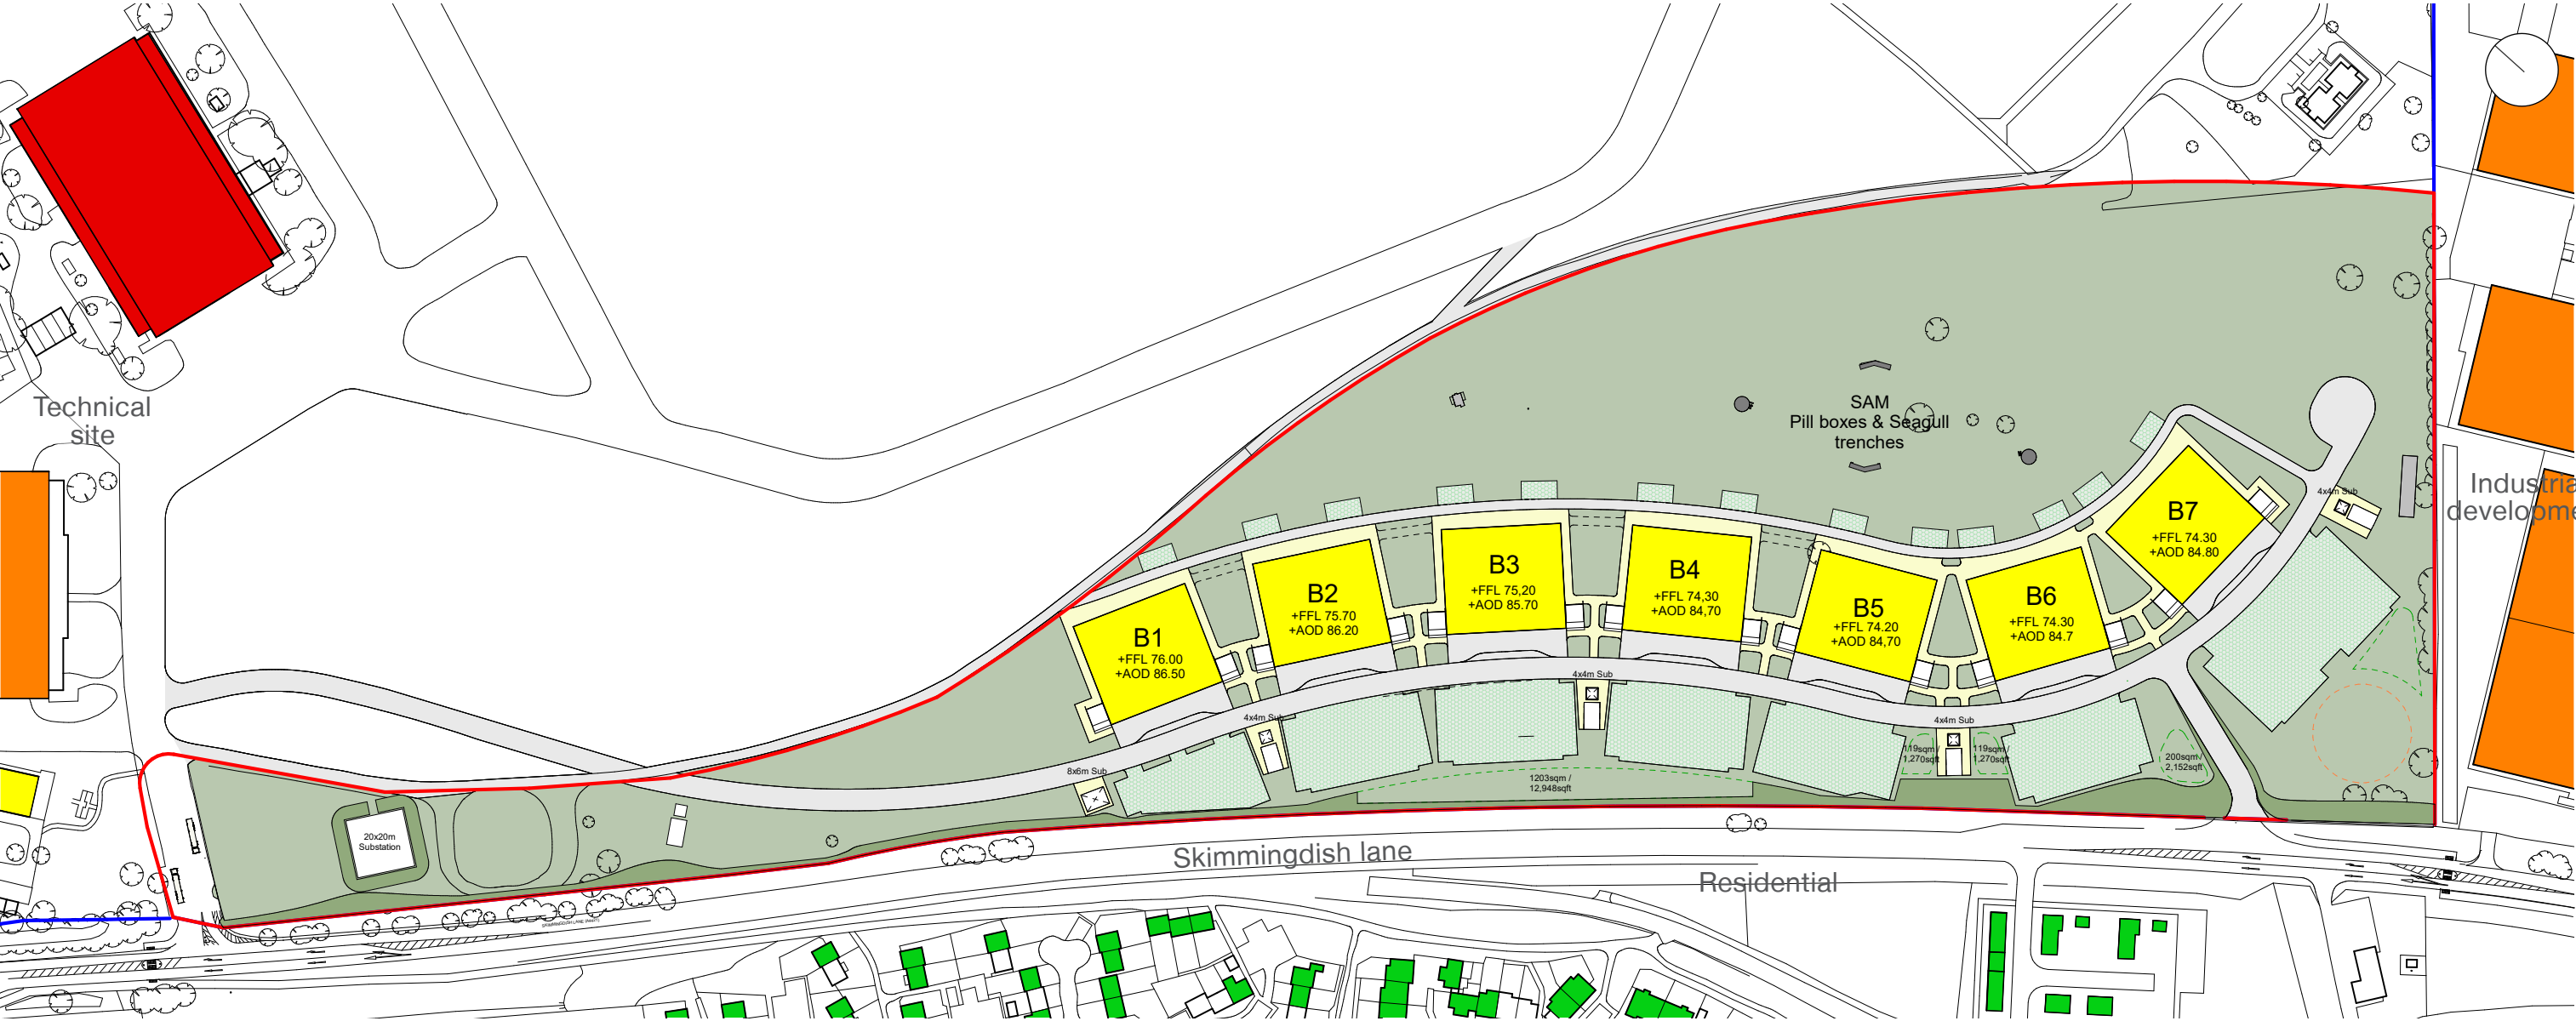 Technical
site
SAM
Pill boxes & Seagull
trenches
Industria
developme
4x4m Sub
B7
+FFL 74.30
+AOD 84.80
B3
+FFL 75,20
+AOD 85.70
B4
+FFL 74,30
+AOD 84,70
B2
+FFL 75.70
+AOD 86.20
B5
+FFL 74.20
+AOD 84,70
B6
+FFL 74.30
+AOD 84.7
B1
+FFL 76.00
+AOD 86.50
4x4m Sub
4x4m Sub
4x4m Sub
8x6m Sub
119sqm /
1,270sqft
119sqm /
1,270sqft
200sqm /
2,152sqft
1203sqm /
12,948sqft
20x20m
Substation
Skimmingdish lane
Residential